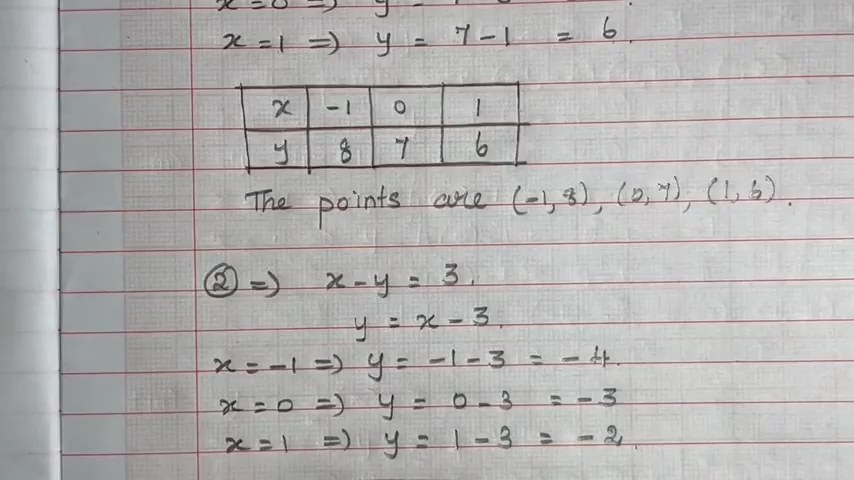 x = 0 => y =
x = 1 => y = 7 - 1 = 6.
x -1 0 1
y 8 7 6
The points are (-1, 8), (0, 7), (1, 6).
② => x - y = 3.
y = x - 3.
x = -1 => y = -1 - 3 = -4.
x = 0 => y = 0 - 3 = -3
x = 1 => y = 1 - 3 = -2.